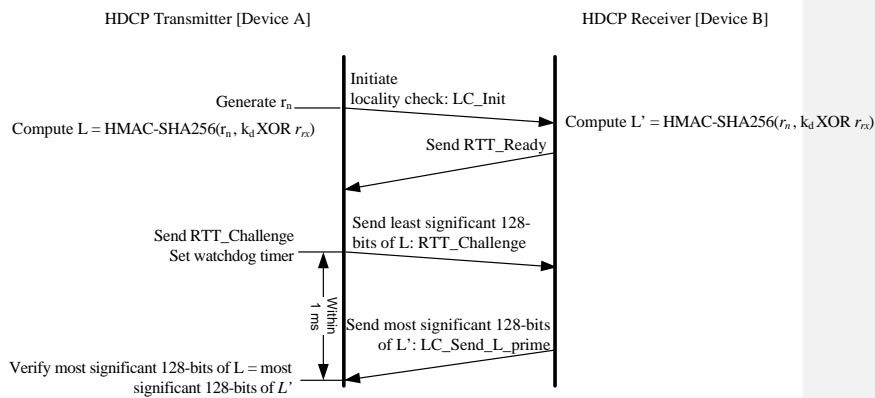 HDCP Transmitter [Device A]
HDCP Receiver [Device B]
Initiate
locality check: LC_Init
Generate rn
Compute L = HMAC-SHA256(rn, kd XOR rrx)
Compute L’ = HMAC-SHA256(rn, kd XOR rrx)
Send RTT_Ready
Send RTT_Challenge
Set watchdog timer
Send least significant 128-
bits of L: RTT_Challenge
Within
1 ms
Send most significant 128-bits
of L’: LC_Send_L_prime
Verify most significant 128-bits of L = most
significant 128-bits of L’